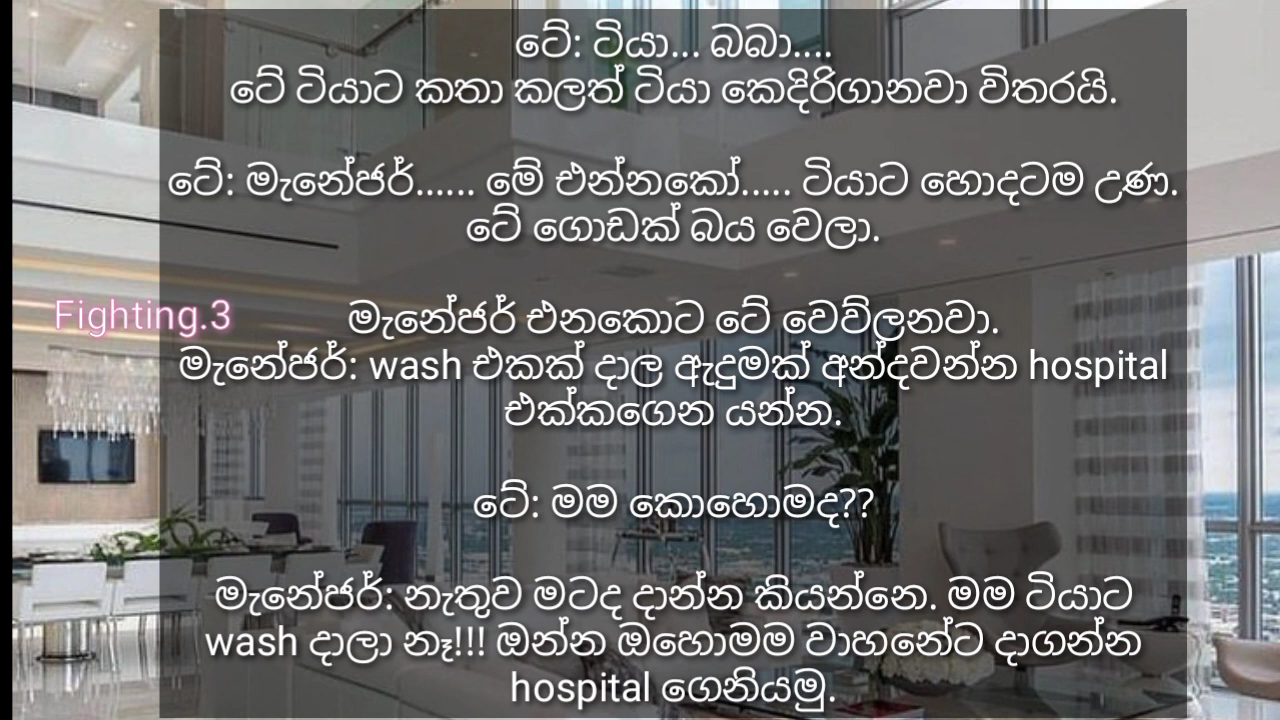 ටේ: ටියා... බබා....
ටේ ටියාට කතා කලත් ටියා කෙදිරිගානවා විතරයි.
ටේ: මැනේජර්...... මේ එන්නකෝ..... ටියාට හොදටම උණ.
ටේ ගොඩක් බය වෙලා.
Fighting.3
මැනේජර් එනකොට ටේ වෙව්ලනවා.
මැනේජර්: wash එකක් දාල ඇදුමක් අන්දවන්න hospital
එක්කගෙන යන්න.
ටේ: මම කොහොමද??
මැනේජර්: නැතුව මටද දාන්න කියන්නෙ. මම ටියාට
wash දාලා නෑ!!! ඔන්න ඔහොමම වාහනේට දාගන්න
hospital ගෙනියමු.